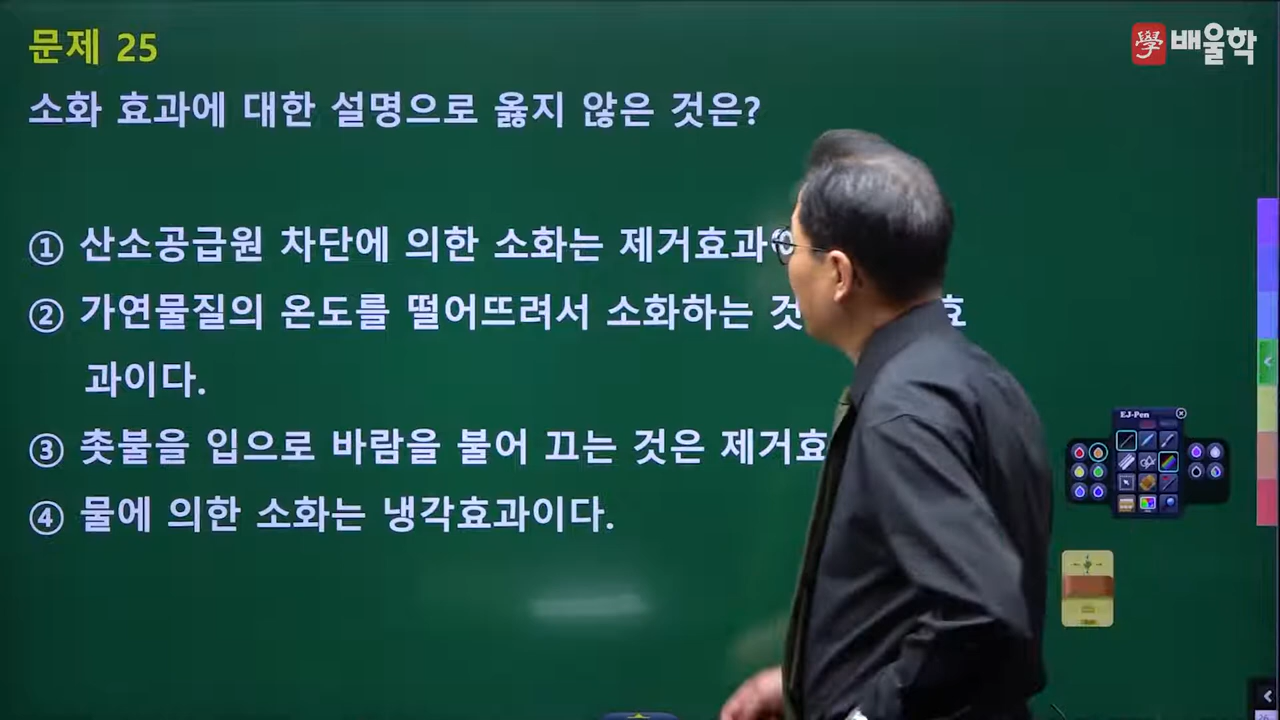 문제 25
學 배울학
소화 효과에 대한 설명으로 옳지 않은 것은?
① 산소공급원 차단에 의한 소화는 제거효과
② 가연물질의 온도를 떨어뜨려서 소화하는 효
과이다.
③ 촛불을 입으로 바람을 불어 끄는 것은 제거효
④ 물에 의한 소화는 냉각효과이다.
EJ-Pen